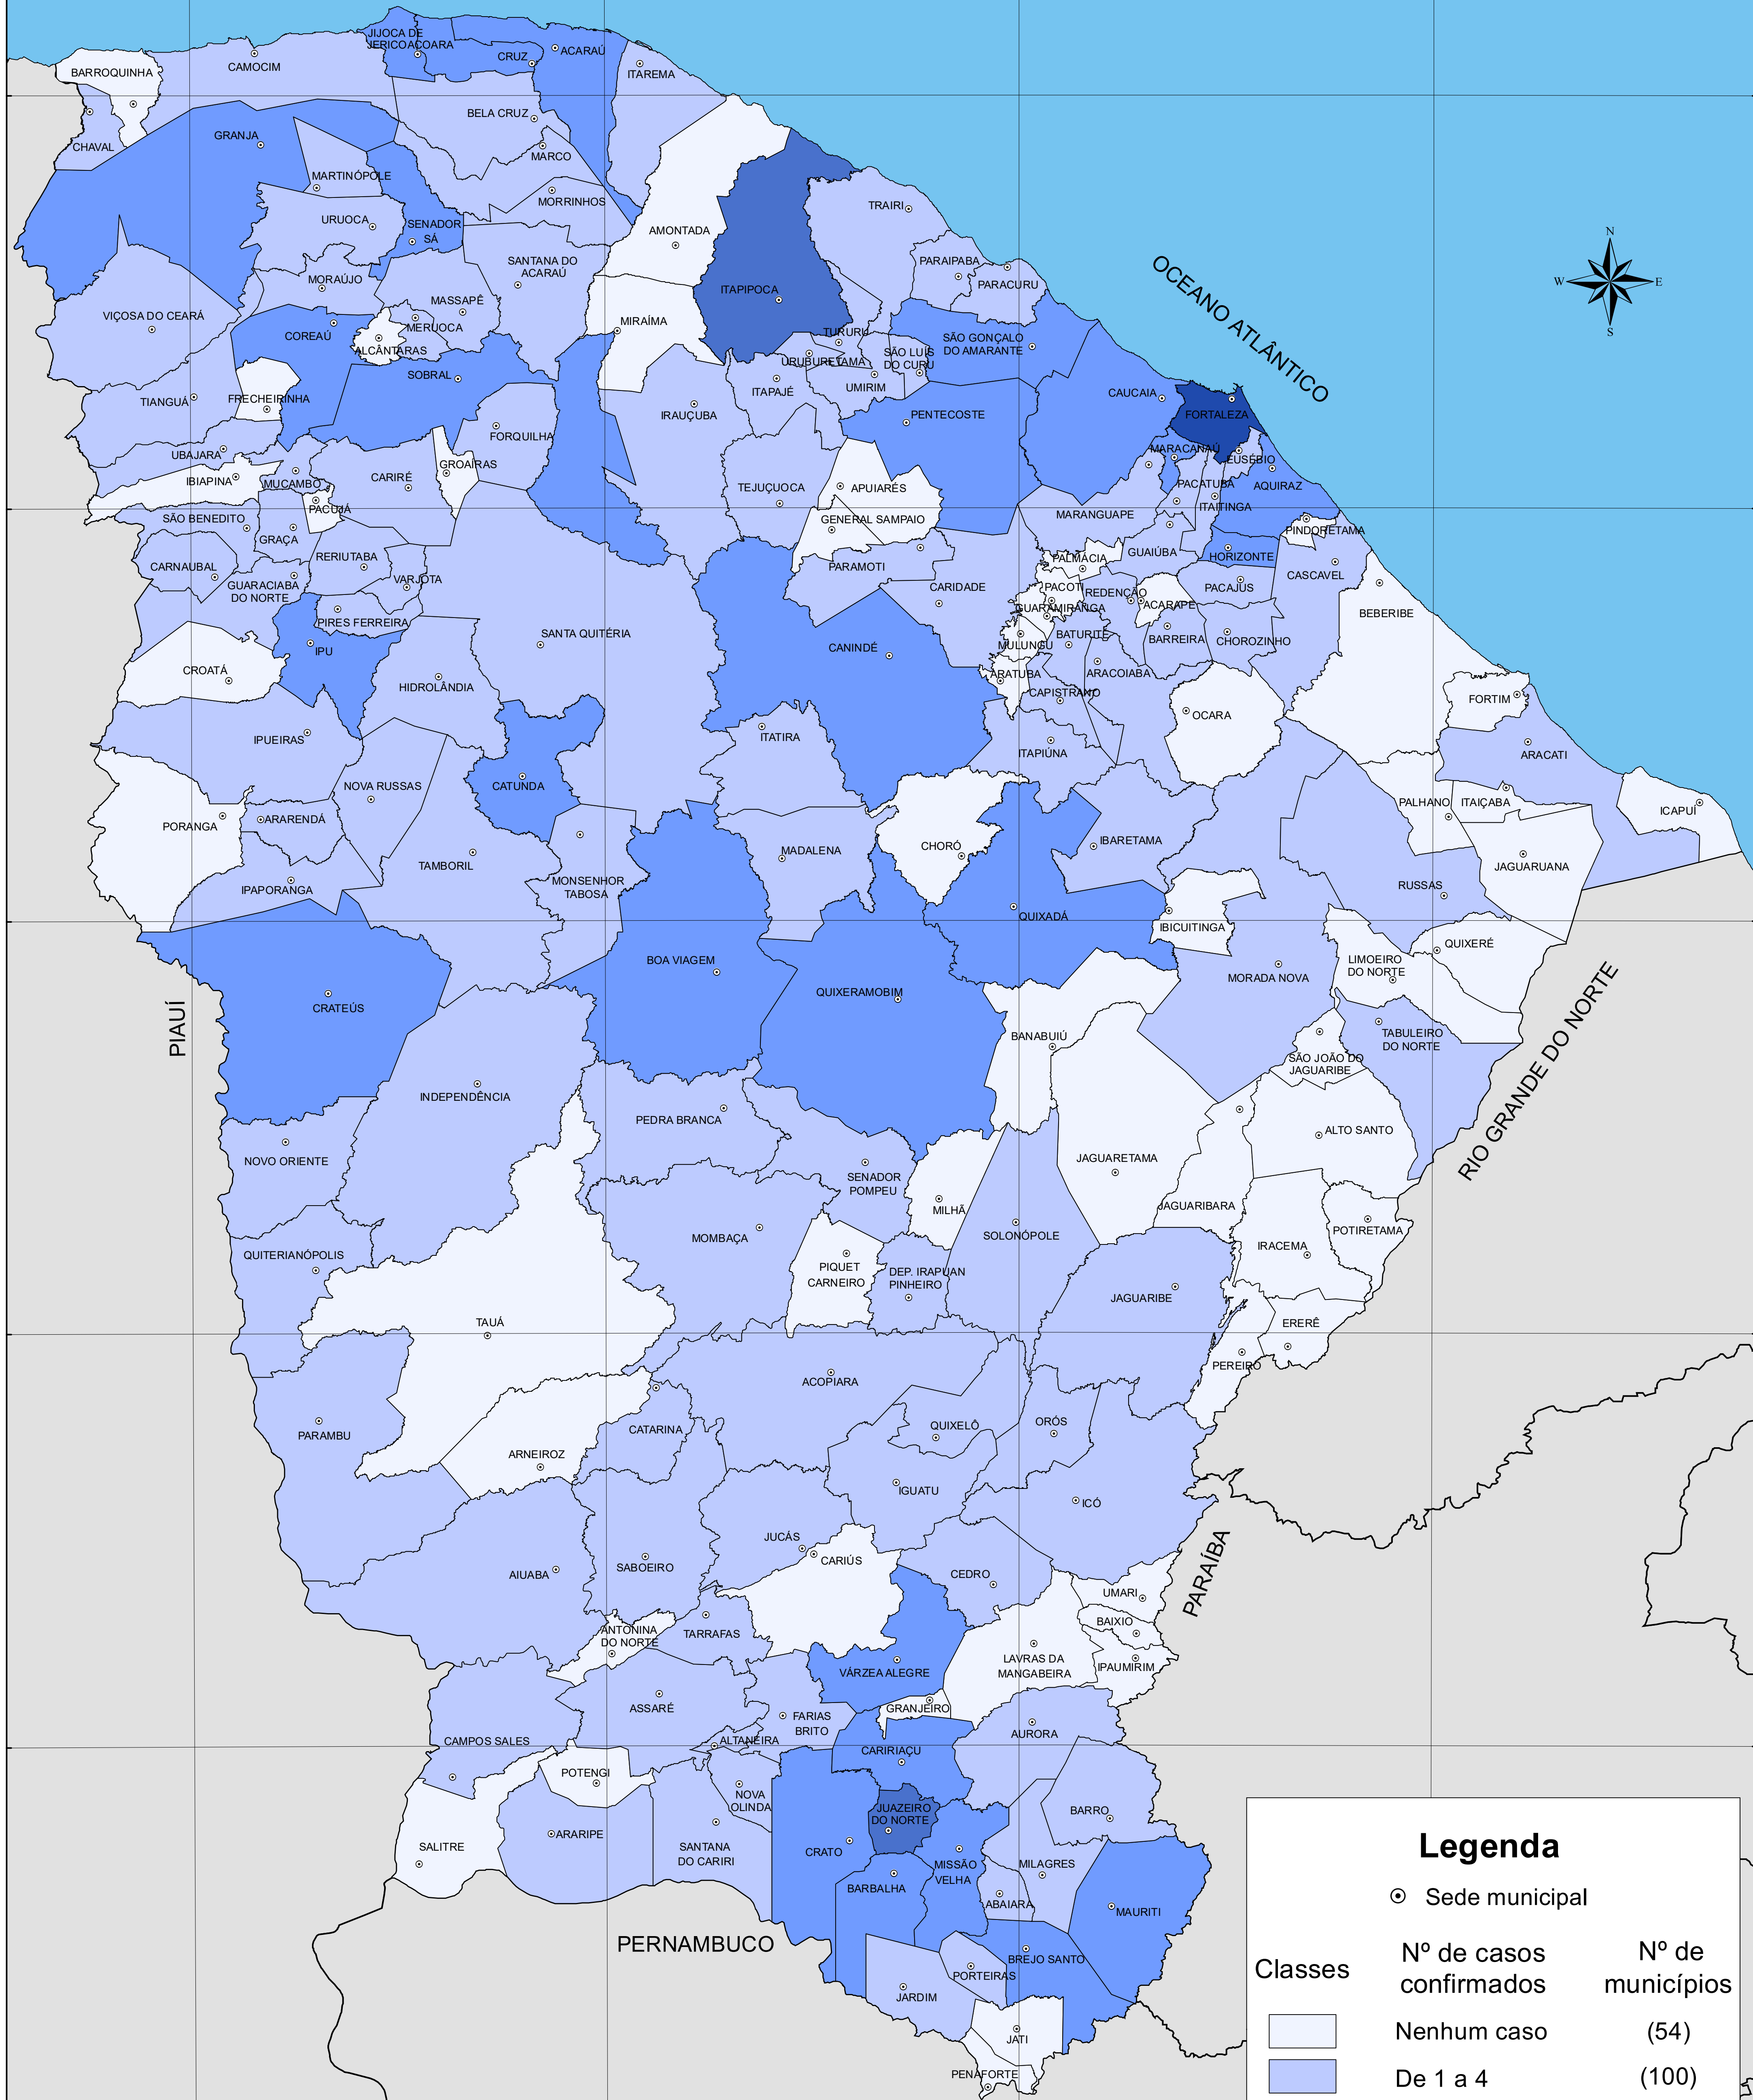 JIJOCA DE
JERICOACOARA
CRUZ
ACARAÚ
BARROQUINHA
CAMOCIM
ITAREMA
BELA CRUZ
GRANJA
CHAVAL
MARCO
MARTINÓPOLE
MORRINHOS
TRAIRI
URUOCA
SENADOR
SÁ
AMONTADA
N
W
E
S
SANTANA DO
ACARAÚ
PARAIPABA
OCEANO ATLÂNTICO
MORAÚJO
PARACURU
ITAPIPOCA
MASSAPÊ
VIÇOSA DO CEARÁ
MIRAÍMA
MERUOCA
TURURU
COREAÚ
SÃO GONÇALO
DO AMARANTE
ALCÂNTARAS
SÃO LUÍS
DO CURU
URUBURETAMA
SOBRAL
UMIRIM
ITAPAJÉ
CAUCAIA
FRECHEIRINHA
TIANGUÁ
IRAUÇUBA
PENTECOSTE
FORTALEZA
FORQUILHA
MARACANAÚ
UBAJARA
EUSÉBIO
GROAÍRAS
IBIAPINA
MUCAMBO
CARIRÉ
TEJUÇUOCA
APUIARÉS
PACATUBA
AQUIRAZ
PACUJÁ
ITAITINGA
SÃO BENEDITO
GENERAL SAMPAIO
MARANGUAPE
PINDORETAMA
GRAÇA
RERIUTABA
GUAIÚBA
HORIZONTE
CARNAUBAL
PARAMOTI
PALMÁCIA
CASCAVEL
VARJOTA
GUARACIABA
DO NORTE
CARIDADE
PACOTI
REDENÇÃO
PACAJUS
ACARAPE
GUARAMIRANGA
BEBERIBE
PIRES FERREIRA
SANTA QUITÉRIA
BATURITÉ
BARREIRA
CHOROZINHO
IPU
CANINDÉ
MULUNGU
CROATÁ
ARATUBA
ARACOIABA
HIDROLÂNDIA
CAPISTRANO
FORTIM
OCARA
IPUEIRAS
ITATIRA
ITAPIÚNA
ARACATI
NOVA RUSSAS
CATUNDA
PALHANO
ITAIÇABA
ICAPUÍ
PORANGA
ARARENDÁ
IBARETAMA
CHORÓ
MADALENA
TAMBORIL
JAGUARUANA
IPAPORANGA
MONSENHOR
TABOSA
RUSSAS
QUIXADÁ
IBICUITINGA
QUIXERÉ
BOA VIAGEM
LIMOEIRO
DO NORTE
MORADA NOVA
QUIXERAMOBIM
CRATEÚS
PIAUÍ
BANABUIÚ
TABULEIRO
DO NORTE
SÃO JOÃO DO
JAGUARIBE
RIO GRANDE DO NORTE
INDEPENDÊNCIA
PEDRA BRANCA
ALTO SANTO
NOVO ORIENTE
JAGUARETAMA
SENADOR
POMPEU
JAGUARIBARA
MILHÃ
POTIRETAMA
MOMBAÇA
SOLONÓPOLE
IRACEMA
QUITERIANÓPOLIS
PIQUET
CARNEIRO
DEP. IRAPUAN
PINHEIRO
JAGUARIBE
TAUÁ
ERERÊ
PEREIRO
ACOPIARA
PARAMBU
CATARINA
QUIXELÔ
ORÓS
ARNEIROZ
IGUATU
ICÓ
JUCÁS
CARIÚS
PARAÍBA
SABOEIRO
AIUABA
CEDRO
UMARI
BAIXIO
ANTONINA
DO NORTE
TARRAFAS
LAVRAS DA
MANGABEIRA
IPAUMIRIM
VÁRZEA ALEGRE
ASSARÉ
GRANJEIRO
FARIAS
BRITO
AURORA
CAMPOS SALES
ALTANEIRA
CARIRIAÇU
POTENGI
NOVA
OLINDA
JUAZEIRO
DO NORTE
BARRO
ARARIPE
SALITRE
SANTANA
DO CARIRI
CRATO
MISSÃO
VELHA
MILAGRES
BARBALHA
ABAIARA
MAURITI
PERNAMBUCO
BREJO SANTO
PORTEIRAS
JARDIM
JATI
PENAFORTE
Legenda
Sede municipal
Classes
Nº de casos
confirmados
Nº de
municípios
Nenhum caso
(54)
De 1 a 4
(100)